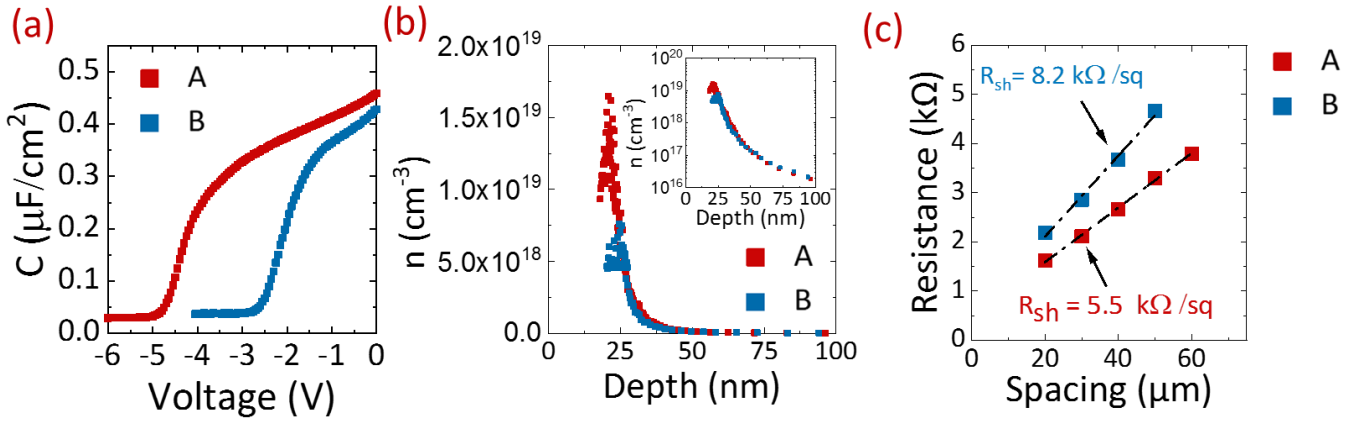 (a)
A
B
0.5
0.4
0.3
0.2
0.1
0.0
C (μF/cm²)
-6 -5 -4 -3 -2 -1 0
Voltage (V)
(b)
2.0x10¹⁹
1.5x10¹⁹
1.0x10¹⁹
5.0x10¹⁸
0.0
n (cm⁻³)
10²⁰
10¹⁹
10¹⁸
10¹⁷
10¹⁶
n (cm⁻³)
0 25 50 75 100
Depth (nm)
A
B
0 25 50 75 100
Depth (nm)
(c)
6
5
4
3
2
1
0
Resistance (kΩ)
Rsh= 8.2 kΩ /sq
Rsh = 5.5 kΩ /sq
20 40 60
Spacing (μm)
A
B